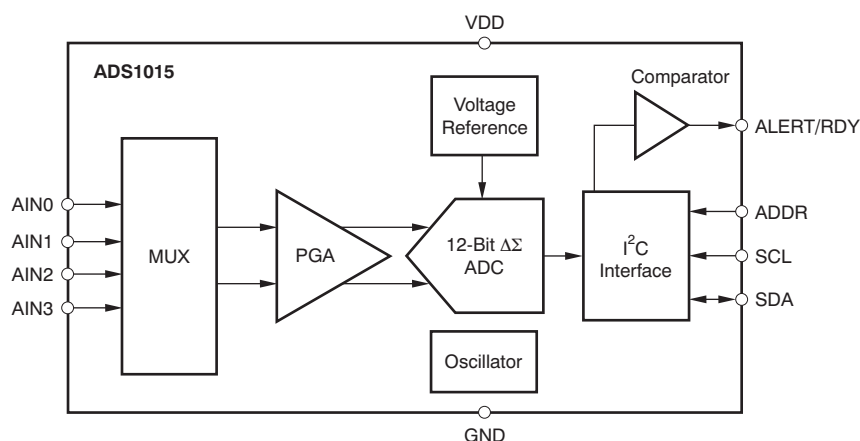 VDD
ADS1015
Comparator
Voltage
Reference
ALERT/RDY
AIN0
AIN1
AIN2
AIN3
MUX
PGA
12-Bit ΔΣ
ADC
I²C
Interface
ADDR
SCL
SDA
Oscillator
GND